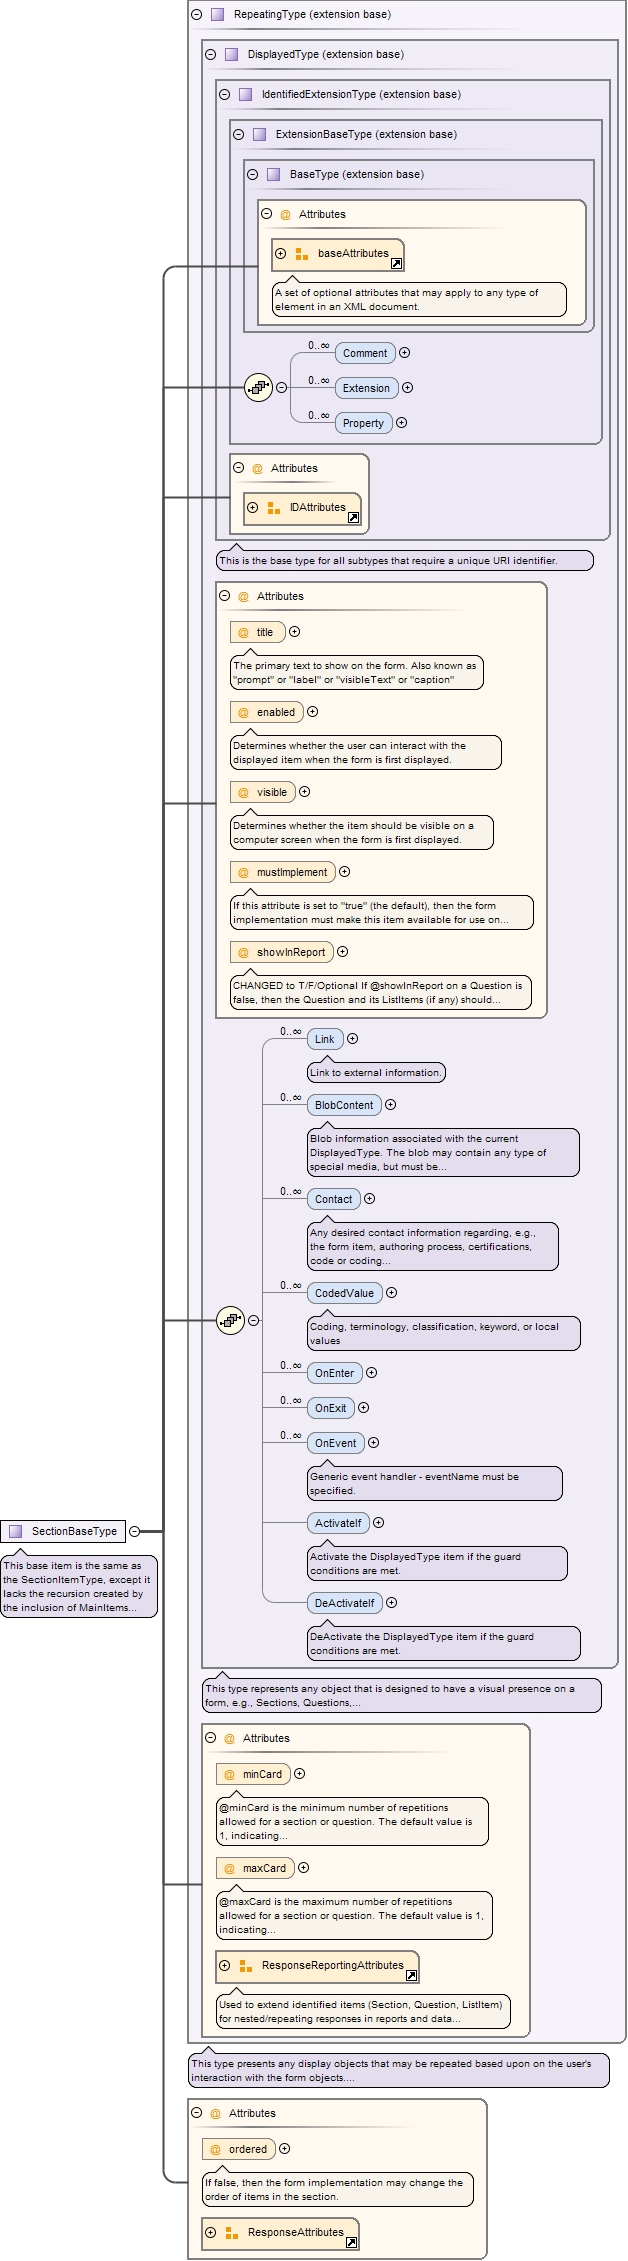 RepeatingType (extension base)
DisplayedType (extension base)
IdentifiedExtensionType (extension base)
ExtensionBaseType (extension base)
BaseType (extension base)
@ Attributes
baseAttributes
A set of optional attributes that may apply to any type of
element in an XML document.
0..∞
Comment
0..∞
Extension
0..∞
Property
@ Attributes
IDAttributes
This is the base type for all subtypes that require a unique URI identifier.
@ Attributes
@ title
The primary text to show on the form. Also known as
"prompt" or "label" or "visibleText" or "caption"
@ enabled
Determines whether the user can interact with the
displayed item when the form is first displayed.
@ visible
Determines whether the item should be visible on a
computer screen when the form is first displayed.
@ mustImplement
If this attribute is set to "true" (the default), then the form
implementation must make this item available for use on...
@ showInReport
CHANGED to T/F/Optional If @showInReport on a Question is
false, then the Question and its ListItems (if any) should...
0..∞
Link
Link to external information.
0..∞
BlobContent
Blob information associated with the current
DisplayedType. The blob may contain any type of
special media, but must be...
0..∞
Contact
Any desired contact information regarding, e.g.,
the form item, authoring process, certifications,
code or coding...
0..∞
CodedValue
Coding, terminology, classification, keyword, or local
values
0..∞
OnEnter
0..∞
OnExit
0..∞
OnEvent
Generic event handler - eventName must be
specified.
ActivateIf
Activate the DisplayedType item if the guard
conditions are met.
DeActivateIf
DeActivate the DisplayedType item if the guard
conditions are met.
SectionBaseType
This base item is the same as
the SectionItemType, except it
lacks the recursion created by
the inclusion of MainItems...
This type represents any object that is designed to have a visual presence on a
form, e.g., Sections, Questions,...
@ Attributes
@ minCard
@minCard is the minimum number of repetitions
allowed for a section or question. The default value is
1, indicating...
@ maxCard
@maxCard is the maximum number of repetitions
allowed for a section or question. The default value is 1,
indicating...
ResponseReportingAttributes
Used to extend identified items (Section, Question, ListItem)
for nested/repeating responses in reports and data...
This type presents any display objects that may be repeated based upon on the user's
interaction with the form objects....
@ Attributes
@ ordered
If false, then the form implementation may change the
order of items in the section.
ResponseAttributes